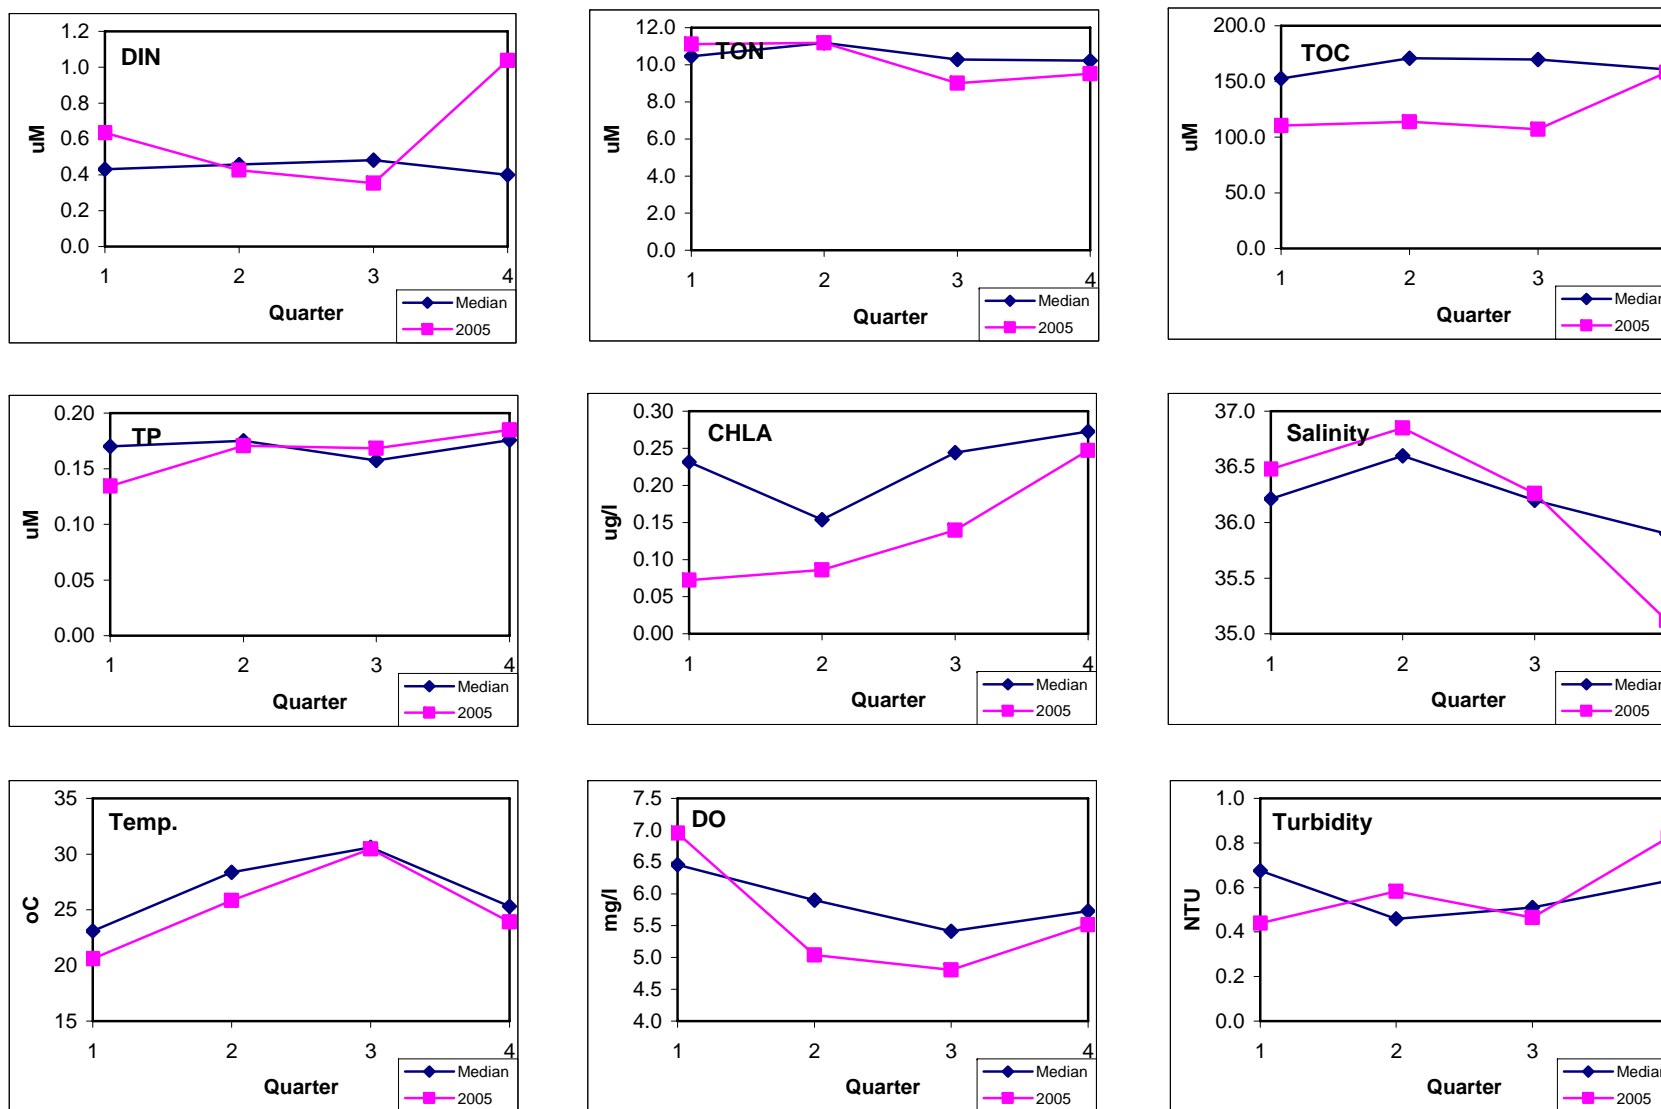 DIN
1.2
1.0
0.8
0.6
0.4
0.2
0.0
uM
1 2 3 4
Quarter
Median
2005
TON
12.0
10.0
8.0
6.0
4.0
2.0
0.0
uM
1 2 3 4
Quarter
Median
2005
TOC
200.0
150.0
100.0
50.0
0.0
uM
1 2 3
Quarter
Median
2005
TP
0.20
0.15
0.10
0.05
0.00
uM
1 2 3 4
Quarter
Median
2005
CHLA
0.30
0.25
0.20
0.15
0.10
0.05
0.00
ug/l
1 2 3 4
Quarter
Median
2005
Salinity
37.0
36.5
36.0
35.5
35.0
1 2 3
Quarter
Median
2005
Temp.
35
30
25
20
15
oC
1 2 3 4
Quarter
Median
2005
DO
7.5
7.0
6.5
6.0
5.5
5.0
4.5
4.0
mg/l
1 2 3 4
Quarter
Median
2005
Turbidity
1.0
0.8
0.6
0.4
0.2
0.0
NTU
1 2 3
Quarter
Median
2005